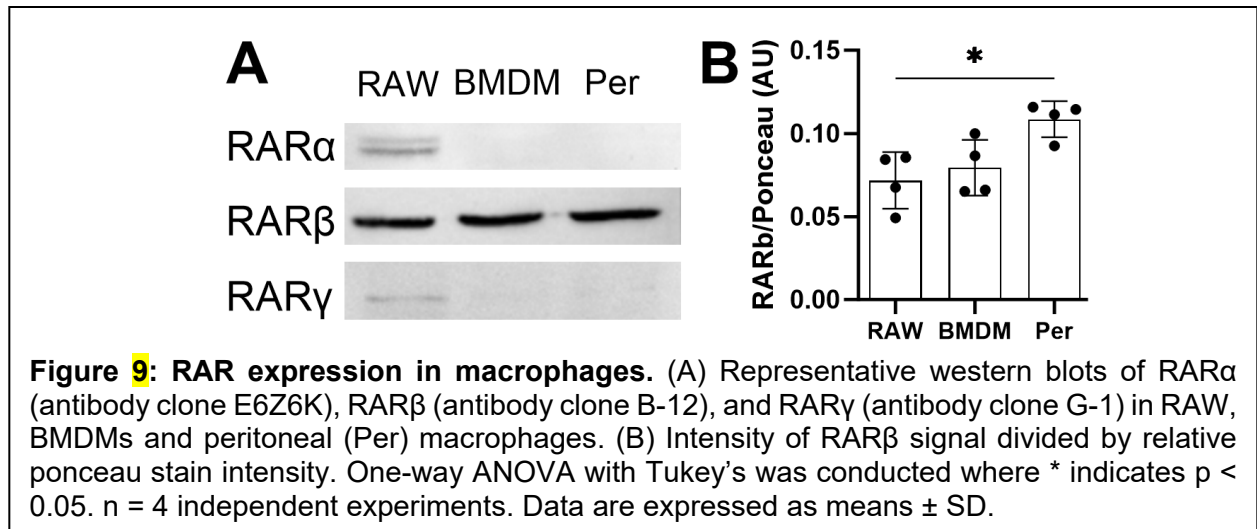 A
RAW BMDM Per
RARα
RARβ
RARγ
B
RARb/Ponceau (AU)
0.15
0.10
0.05
0.00
*
RAW BMDM Per
Figure 9: RAR expression in macrophages. (A) Representative western blots of RARα
(antibody clone E6Z6K), RARβ (antibody clone B-12), and RARγ (antibody clone G-1) in RAW,
BMDMs and peritoneal (Per) macrophages. (B) Intensity of RARβ signal divided by relative
ponceau stain intensity. One-way ANOVA with Tukey’s was conducted where * indicates p <
0.05. n = 4 independent experiments. Data are expressed as means ± SD.